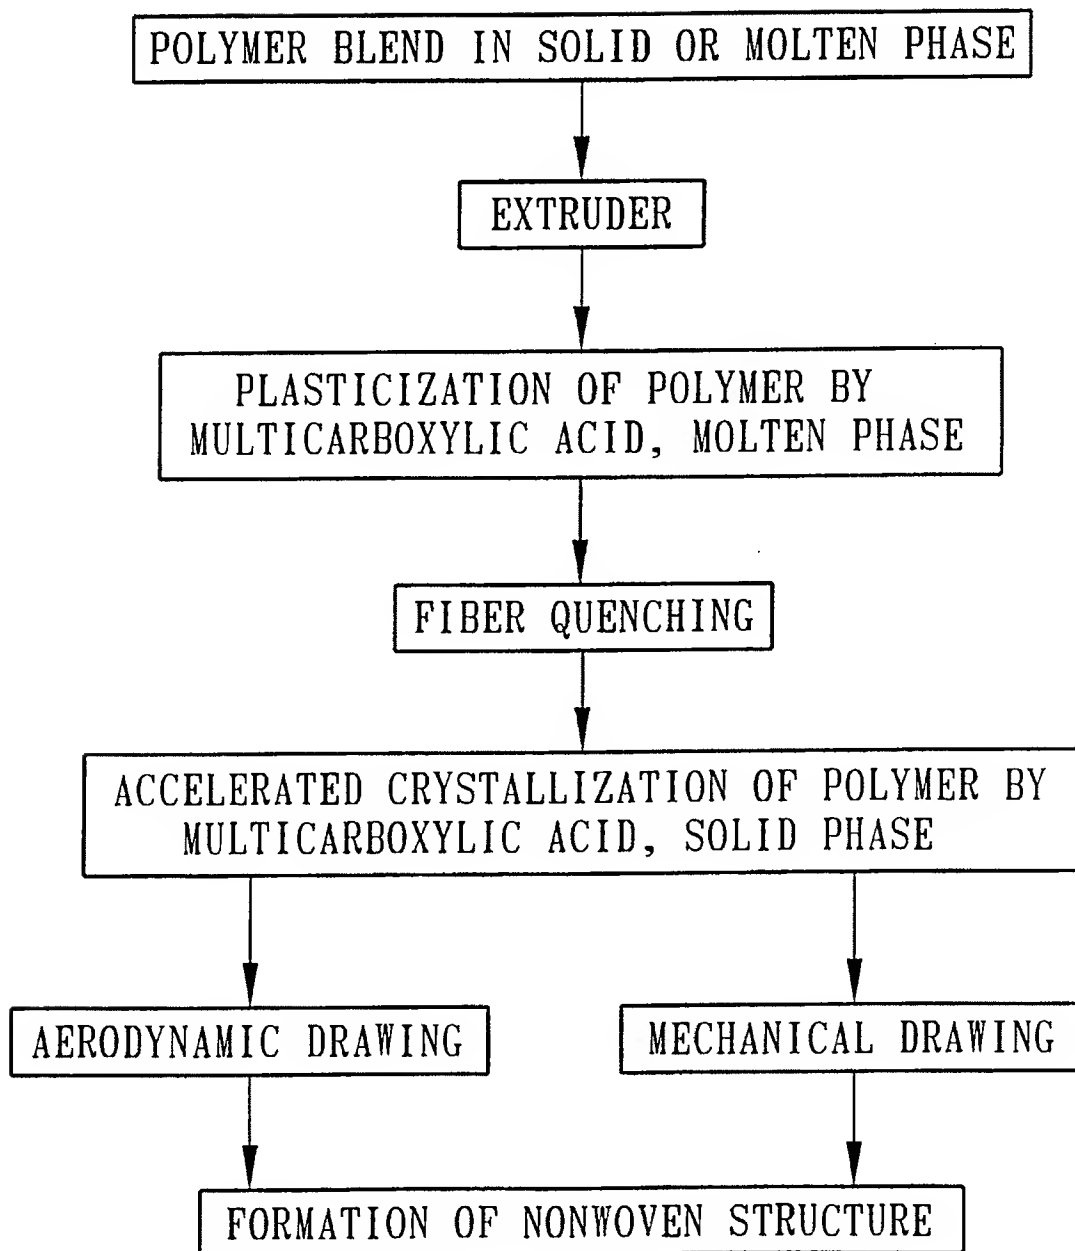 POLYMER BLEND IN SOLID OR MOLTEN PHASE
EXTRUDER
PLASTICIZATION OF POLYMER BY
MULTICARBOXYLIC ACID, MOLTEN PHASE
FIBER QUENCHING
ACCELERATED CRYSTALLIZATION OF POLYMER BY
MULTICARBOXYLIC ACID, SOLID PHASE
AERODYNAMIC DRAWING
MECHANICAL DRAWING
FORMATION OF NONWOVEN STRUCTURE